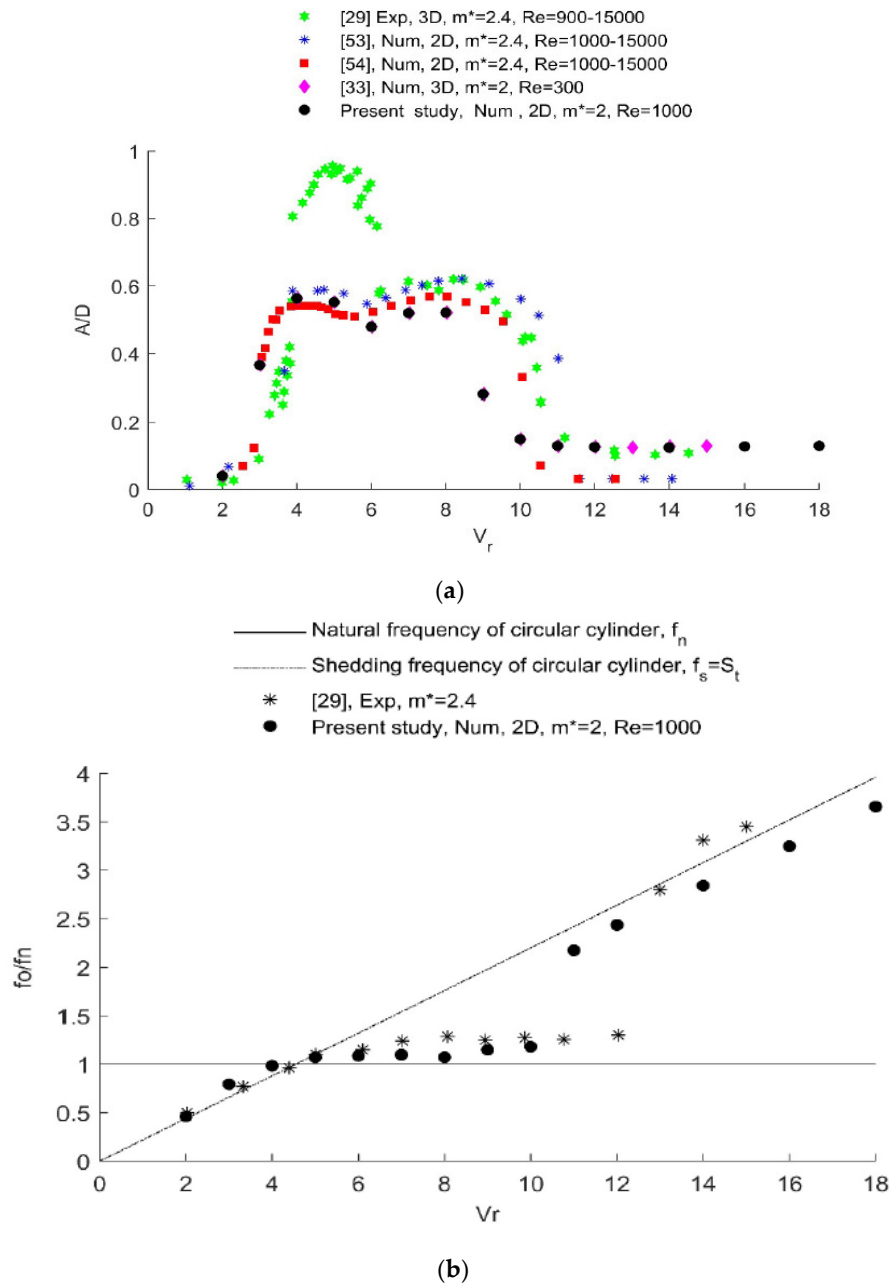 [29] Exp, 3D, m*=2.4, Re=900-15000
[53], Num, 2D, m*=2.4, Re=1000-15000
[54], Num, 2D, m*=2.4, Re=1000-15000
[33], Num, 3D, m*=2, Re=300
Present study, Num , 2D, m*=2, Re=1000
1
0.8
0.6
0.4
0.2
0
A/D
0 2 4 6 8 10 12 14 16 18
V_r
(a)
Natural frequency of circular cylinder, f_n
Shedding frequency of circular cylinder, f_s=S_t
[29], Exp, m*=2.4
Present study, Num, 2D, m*=2, Re=1000
4
3.5
3
2.5
2
1.5
1
0.5
0
fo/fn
0 2 4 6 8 10 12 14 16 18
Vr
(b)